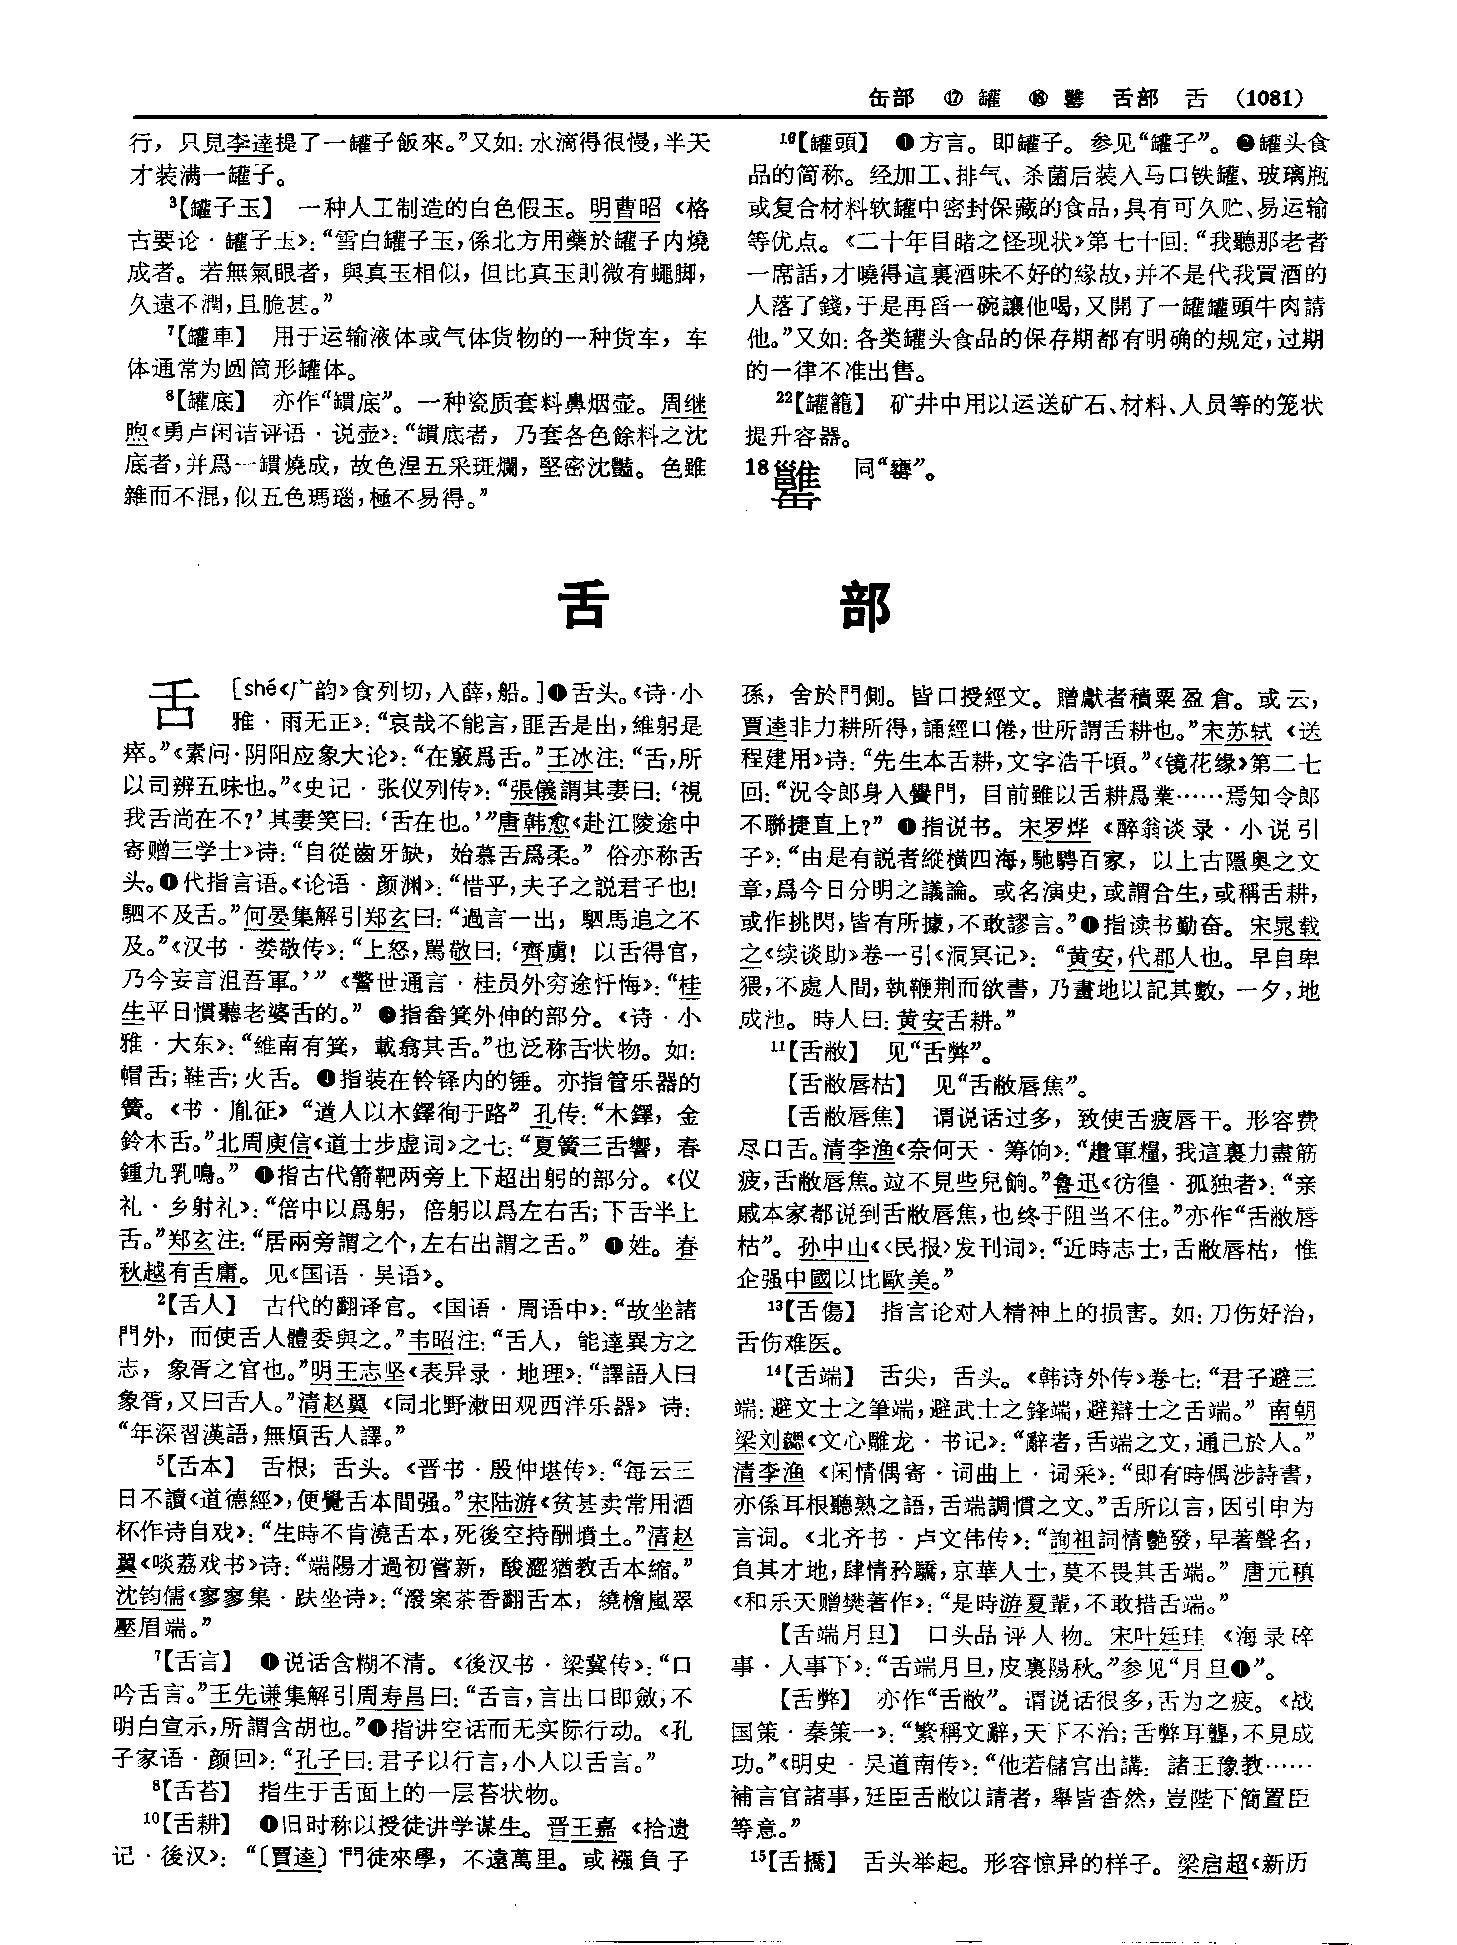 缶部 ⑰ 罐 ⑱ 舌部 舌 (1081)
行，只見李達提了一罐子飯來。”又如：水滴得很慢，半天
才装满一罐子。
³【罐子玉】 一种人工制造的白色假玉。明曹昭《格
古要论·罐子玉》：“雪白罐子玉，係北方用藥於罐子内燒
成者。若無氣眼者，與真玉相似，但比真玉則微有蠅脚，
久遠不潤，且脆甚。”
⁷【罐車】 用于运输液体或气体货物的一种货车，车
体通常为圆筒形罐体。
⁸【罐底】 亦作“鑵底”。一种瓷质套料鼻烟壶。周继
煦《勇卢闲诘评语·说壶》：“鑵底者，乃套各色餘料之沈
底者，并爲一鑵燒成，故色涅五采斑斕，堅密沈豔。色雖
雜而不混，似五色瑪瑙，極不易得。”
¹⁶【罐頭】 ❶方言。即罐子。参见“罐子”。❷罐头食
品的简称。经加工、排气、杀菌后装入马口铁罐、玻璃瓶
或复合材料软罐中密封保藏的食品，具有可久贮、易运输
等优点。《二十年目睹之怪现状》第七十回：“我聽那老者
一席話，才曉得這裏酒味不好的緣故，并不是代我買酒的
人落了錢，于是再舀一碗讓他喝，又開了一罐罐頭牛肉請
他。”又如：各类罐头食品的保存期都有明确的规定，过期
的一律不准出售。
²²【罐籠】 矿井中用以运送矿石、材料、人员等的笼状
提升容器。
18 同“罋”。
舌 部
舌 [shé《广韵》食列切，入薛，船。]❶舌头。《诗·小
雅·雨无正》：“哀哉不能言，匪舌是出，維躬是
瘁。”《素问·阴阳应象大论》：“在竅爲舌。”王冰注：“舌，所
以司辨五味也。”《史记·张仪列传》：“張儀謂其妻曰：‘視
我舌尚在不？’其妻笑曰：‘舌在也。’”唐韩愈《赴江陵途中
寄赠三学士》诗：“自從齒牙缺，始慕舌爲柔。” 俗亦称舌
头。❷代指言语。《论语·颜渊》：“惜乎，夫子之説君子也！
駟不及舌。”何晏集解引郑玄曰：“過言一出，駟馬追之不
及。”《汉书·娄敬传》：“上怒，駡敬曰：‘齊虜！以舌得官，
乃今妄言沮吾軍。’”《警世通言·桂员外穷途忏悔》：“桂
生平日慣聽老婆舌的。” ❸指畚箕外伸的部分。《诗·小
雅·大东》：“維南有箕，載翕其舌。”也泛称舌状物。如：
帽舌；鞋舌；火舌。❹指装在铃铎内的锤。亦指管乐器的
簧。《书·胤征》“遒人以木鐸徇于路” 孔传：“木鐸，金
鈴木舌。”北周庾信《道士步虚词》之七：“夏簧三舌響，春
鍾九乳鳴。” ❺指古代箭靶两旁上下超出躬的部分。《仪
礼·乡射礼》：“倍中以爲躬，倍躬以爲左右舌；下舌半上
舌。”郑玄注：“居兩旁謂之个，左右出謂之舌。” ❻姓。春
秋越有舌庸。见《国语·吴语》。
²【舌人】 古代的翻译官。《国语·周语中》：“故坐諸
門外，而使舌人體委與之。”韦昭注：“舌人，能達異方之
志，象胥之官也。”明王志坚《表异录·地理》：“譯語人曰
象胥，又曰舌人。”清赵翼《同北野漱田观西洋乐器》诗：
“年深習漢語，無煩舌人譯。”
⁵【舌本】 舌根；舌头。《晋书·殷仲堪传》：“每云三
日不讀《道德經》，便覺舌本間强。”宋陆游《贫甚卖常用酒
杯作诗自戏》：“生時不肯澆舌本，死後空持酬墳土。”清赵
翼《啖荔戏书》诗：“端陽才過初嘗新，酸澀猶教舌本縮。”
沈钧儒《寥寥集·趺坐诗》：“潑案茶香翻舌本，繞檐嵐翠
壓眉端。”
⁷【舌言】 ❶说话含糊不清。《後汉书·梁冀传》：“口
吟舌言。”王先谦集解引周寿昌曰：“舌言，言出口即斂，不
明白宣示，所謂含胡也。”❷指讲空话而无实际行动。《孔
子家语·颜回》：“孔子曰：君子以行言，小人以舌言。”
⁸【舌苔】 指生于舌面上的一层苔状物。
¹⁰【舌耕】 ❶旧时称以授徒讲学谋生。晋王嘉《拾遗
记·後汉》：“〔賈逵〕門徒來學，不遠萬里。或襁負子
孫，舍於門側。皆口授經文。贈獻者積粟盈倉。或云，
賈逵非力耕所得，誦經口倦，世所謂舌耕也。”宋苏轼《送
程建用》诗：“先生本舌耕，文字浩千頃。”《镜花缘》第二七
回：“況令郎身入黌門，目前雖以舌耕爲業……焉知令郎
不聯捷直上？” ❷指说书。宋罗烨《醉翁谈录·小说引
子》：“由是有説者縱橫四海，馳騁百家，以上古隱奥之文
章，爲今日分明之議論。或名演史，或謂合生，或稱舌耕，
或作挑閃，皆有所據，不敢謬言。”❸指读书勤奋。宋晁载
之《续谈助》卷一引《洞冥记》：“黄安，代郡人也。早自卑
猥，不處人間，執鞭荆而欲書，乃畫地以記其數，一夕，地
成池。時人曰：黄安舌耕。”
¹¹【舌敝】 见“舌弊”。
【舌敝唇枯】 见“舌敝唇焦”。
【舌敝唇焦】 谓说话过多，致使舌疲唇干。形容费
尽口舌。清李渔《奈何天·筹饷》：“趲軍糧，我這裏力盡筋
疲，舌敝唇焦。竝不見些兒餉。”鲁迅《彷徨·孤独者》：“亲
戚本家都说到舌敝唇焦，也终于阻当不住。”亦作“舌敝唇
枯”。孙中山《〈民报〉发刊词》：“近時志士，舌敝唇枯，惟
企强中國以比歐美。”
¹³【舌傷】 指言论对人精神上的损害。如：刀伤好治，
舌伤难医。
¹⁴【舌端】 舌尖，舌头。《韩诗外传》卷七：“君子避三
端：避文士之筆端，避武士之鋒端，避辯士之舌端。” 南朝
梁刘勰《文心雕龙·书记》：“辭者，舌端之文，通己於人。”
清李渔《闲情偶寄·词曲上·词采》：“即有時偶涉詩書，
亦係耳根聽熟之語，舌端調慣之文。”舌所以言，因引申为
言词。《北齐书·卢文伟传》：“詢祖詞情艷發，早著聲名，
負其才地，肆情矜驕，京華人士，莫不畏其舌端。” 唐元稹
《和乐天赠樊著作》：“是時游夏輩，不敢措舌端。”
【舌端月旦】 口头品评人物。宋叶廷珪《海录碎
事·人事下》：“舌端月旦，皮裏陽秋。”参见“月旦❶”。
【舌弊】 亦作“舌敝”。谓说话很多，舌为之疲。《战
国策·秦策一》：“繁稱文辭，天下不治；舌弊耳聾，不見成
功。”《明史·吴道南传》：“他若儲宫出講，諸王豫教……
補言官諸事，廷臣舌敝以請者，舉皆杳然，豈陛下簡置臣
等意。”
¹⁵【舌撟】 舌头举起。形容惊异的样子。梁启超《新历